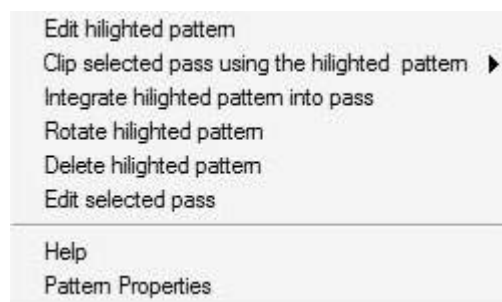 Edit hilighted pattern
Clip selected pass using the hilighted pattern
Integrate hilighted pattern into pass
Rotate hilighted pattern
Delete hilighted pattern
Edit selected pass
Help
Pattern Properties